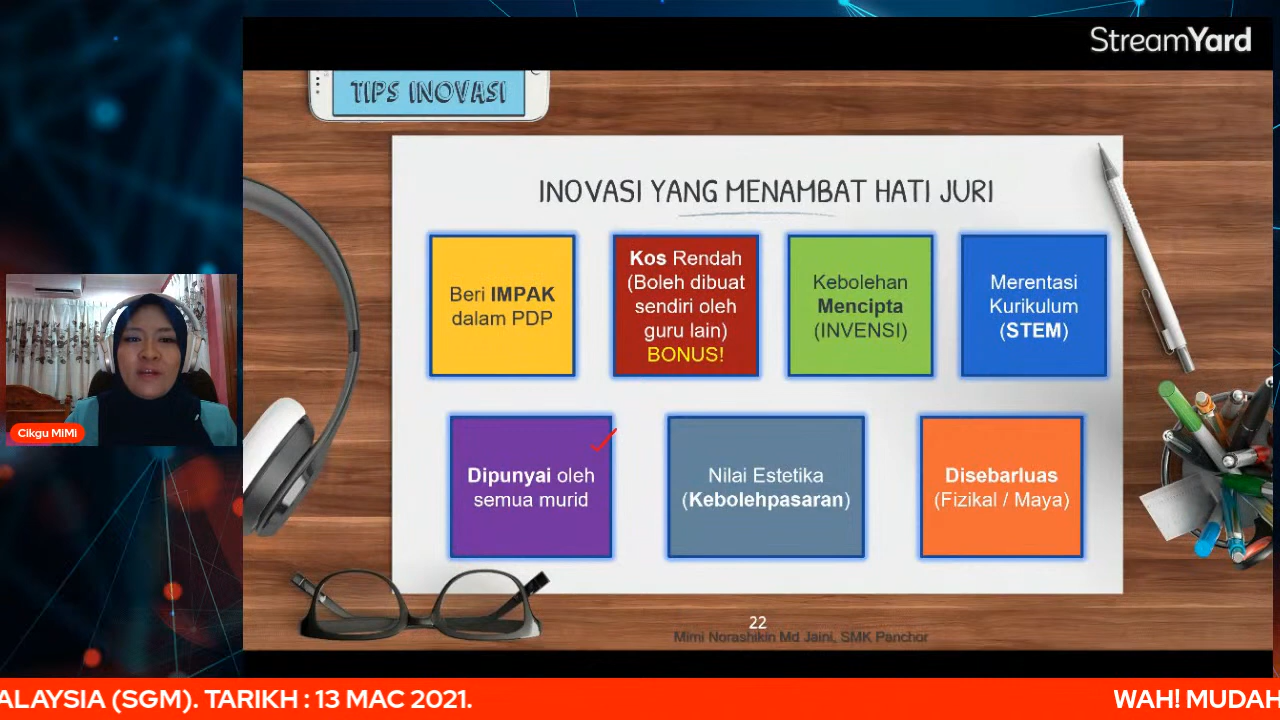 StreamYard
TIPS INOVASI
INOVASI YANG MENAMBAT HATI JURI
Beri IMPAK
dalam PDP
Kos Rendah
(Boleh dibuat
sendiri oleh
guru lain)
BONUS!
Kebolehan
Mencipta
(INVENSI)
Merentasi
Kurikulum
(STEM)
Dipunyai oleh
semua murid
Nilai Estetika
(Kebolehpasaran)
Disebarluas
(Fizikal / Maya)
Cikgu MiMi
22
Mimi Norashikin Md Jaini, SMK Panchor
ALAYSIA (SGM). TARIKH : 13 MAC 2021.
WAH! MUDAH